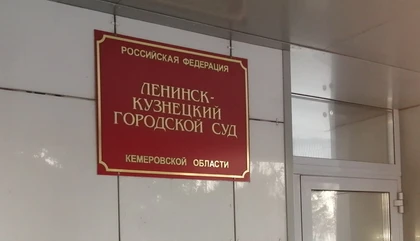 РОССИЙСКАЯ ФЕДЕРАЦИЯ
ЛЕНИНСК-
КУЗНЕЦКИЙ
ГОРОДСКОЙ СУД
КЕМЕРОВСКОЙ ОБЛАСТИ